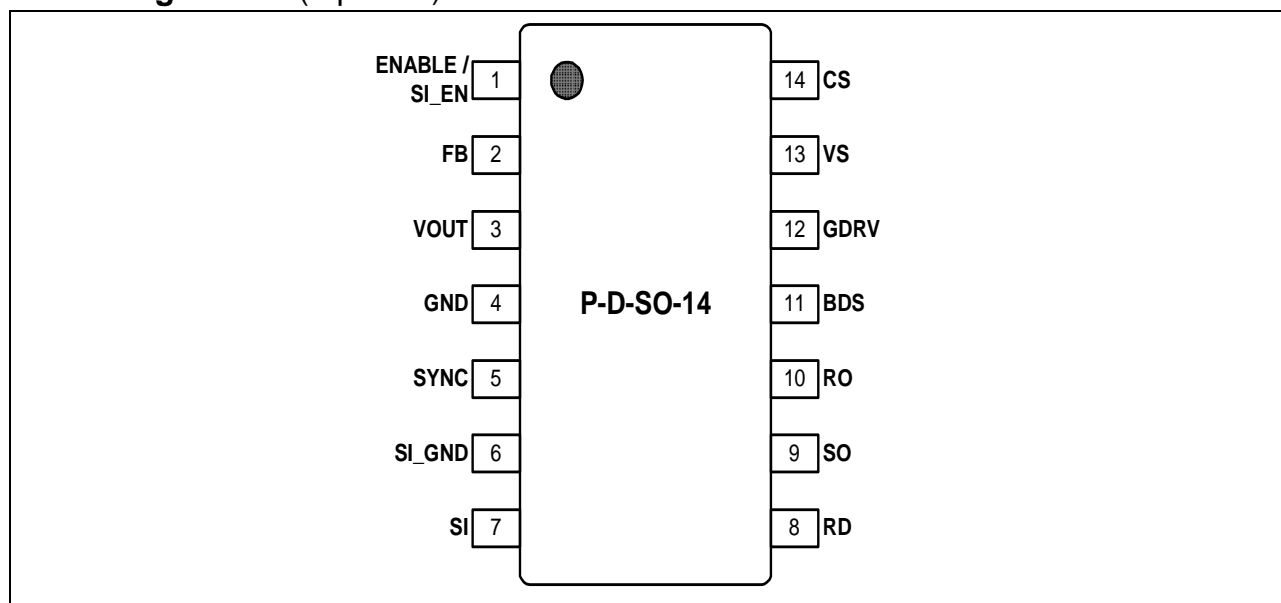 ENABLE /
SI_EN
1
14 CS
FB 2
13 VS
VOUT 3
12 GDRV
GND 4
P-D-SO-14
11 BDS
SYNC 5
10 RO
SI_GND 6
9 SO
SI 7
8 RD